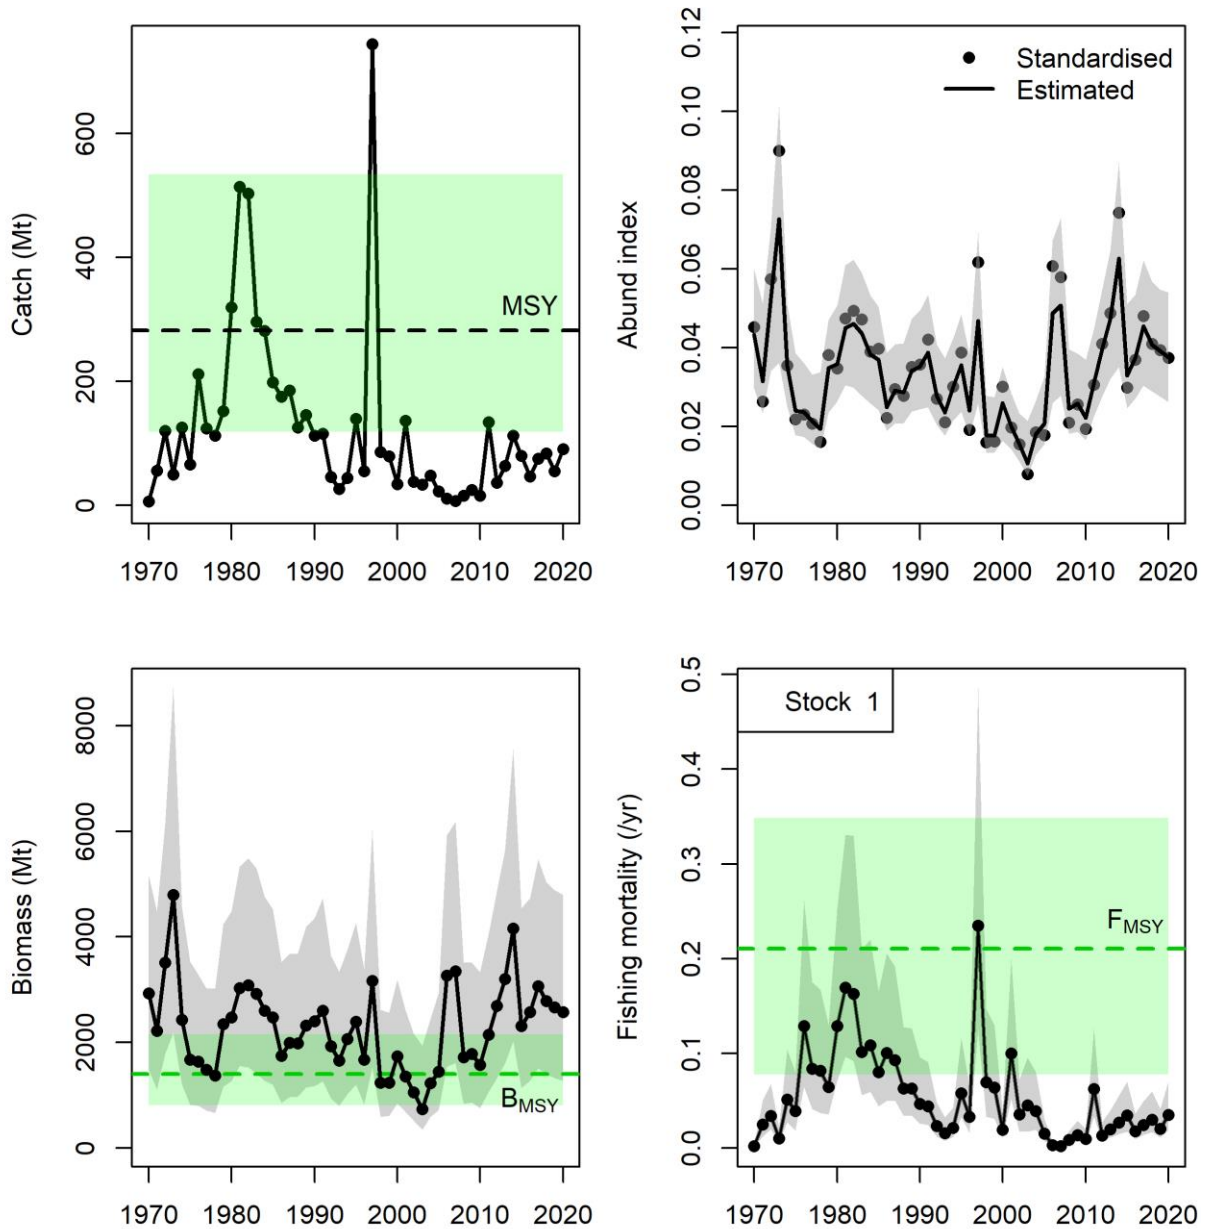 Catch (Mt)
600
400
200
0
MSY
1970 1980 1990 2000 2010 2020
Abund index
0.12
0.10
0.08
0.06
0.04
0.02
0.00
Standardised
Estimated
1970 1980 1990 2000 2010 2020
Biomass (Mt)
8000
6000
4000
2000
0
BMSY
1970 1980 1990 2000 2010 2020
Fishing mortality (/yr)
0.5
0.4
0.3
0.2
0.1
0.0
Stock 1
FMSY
1970 1980 1990 2000 2010 2020